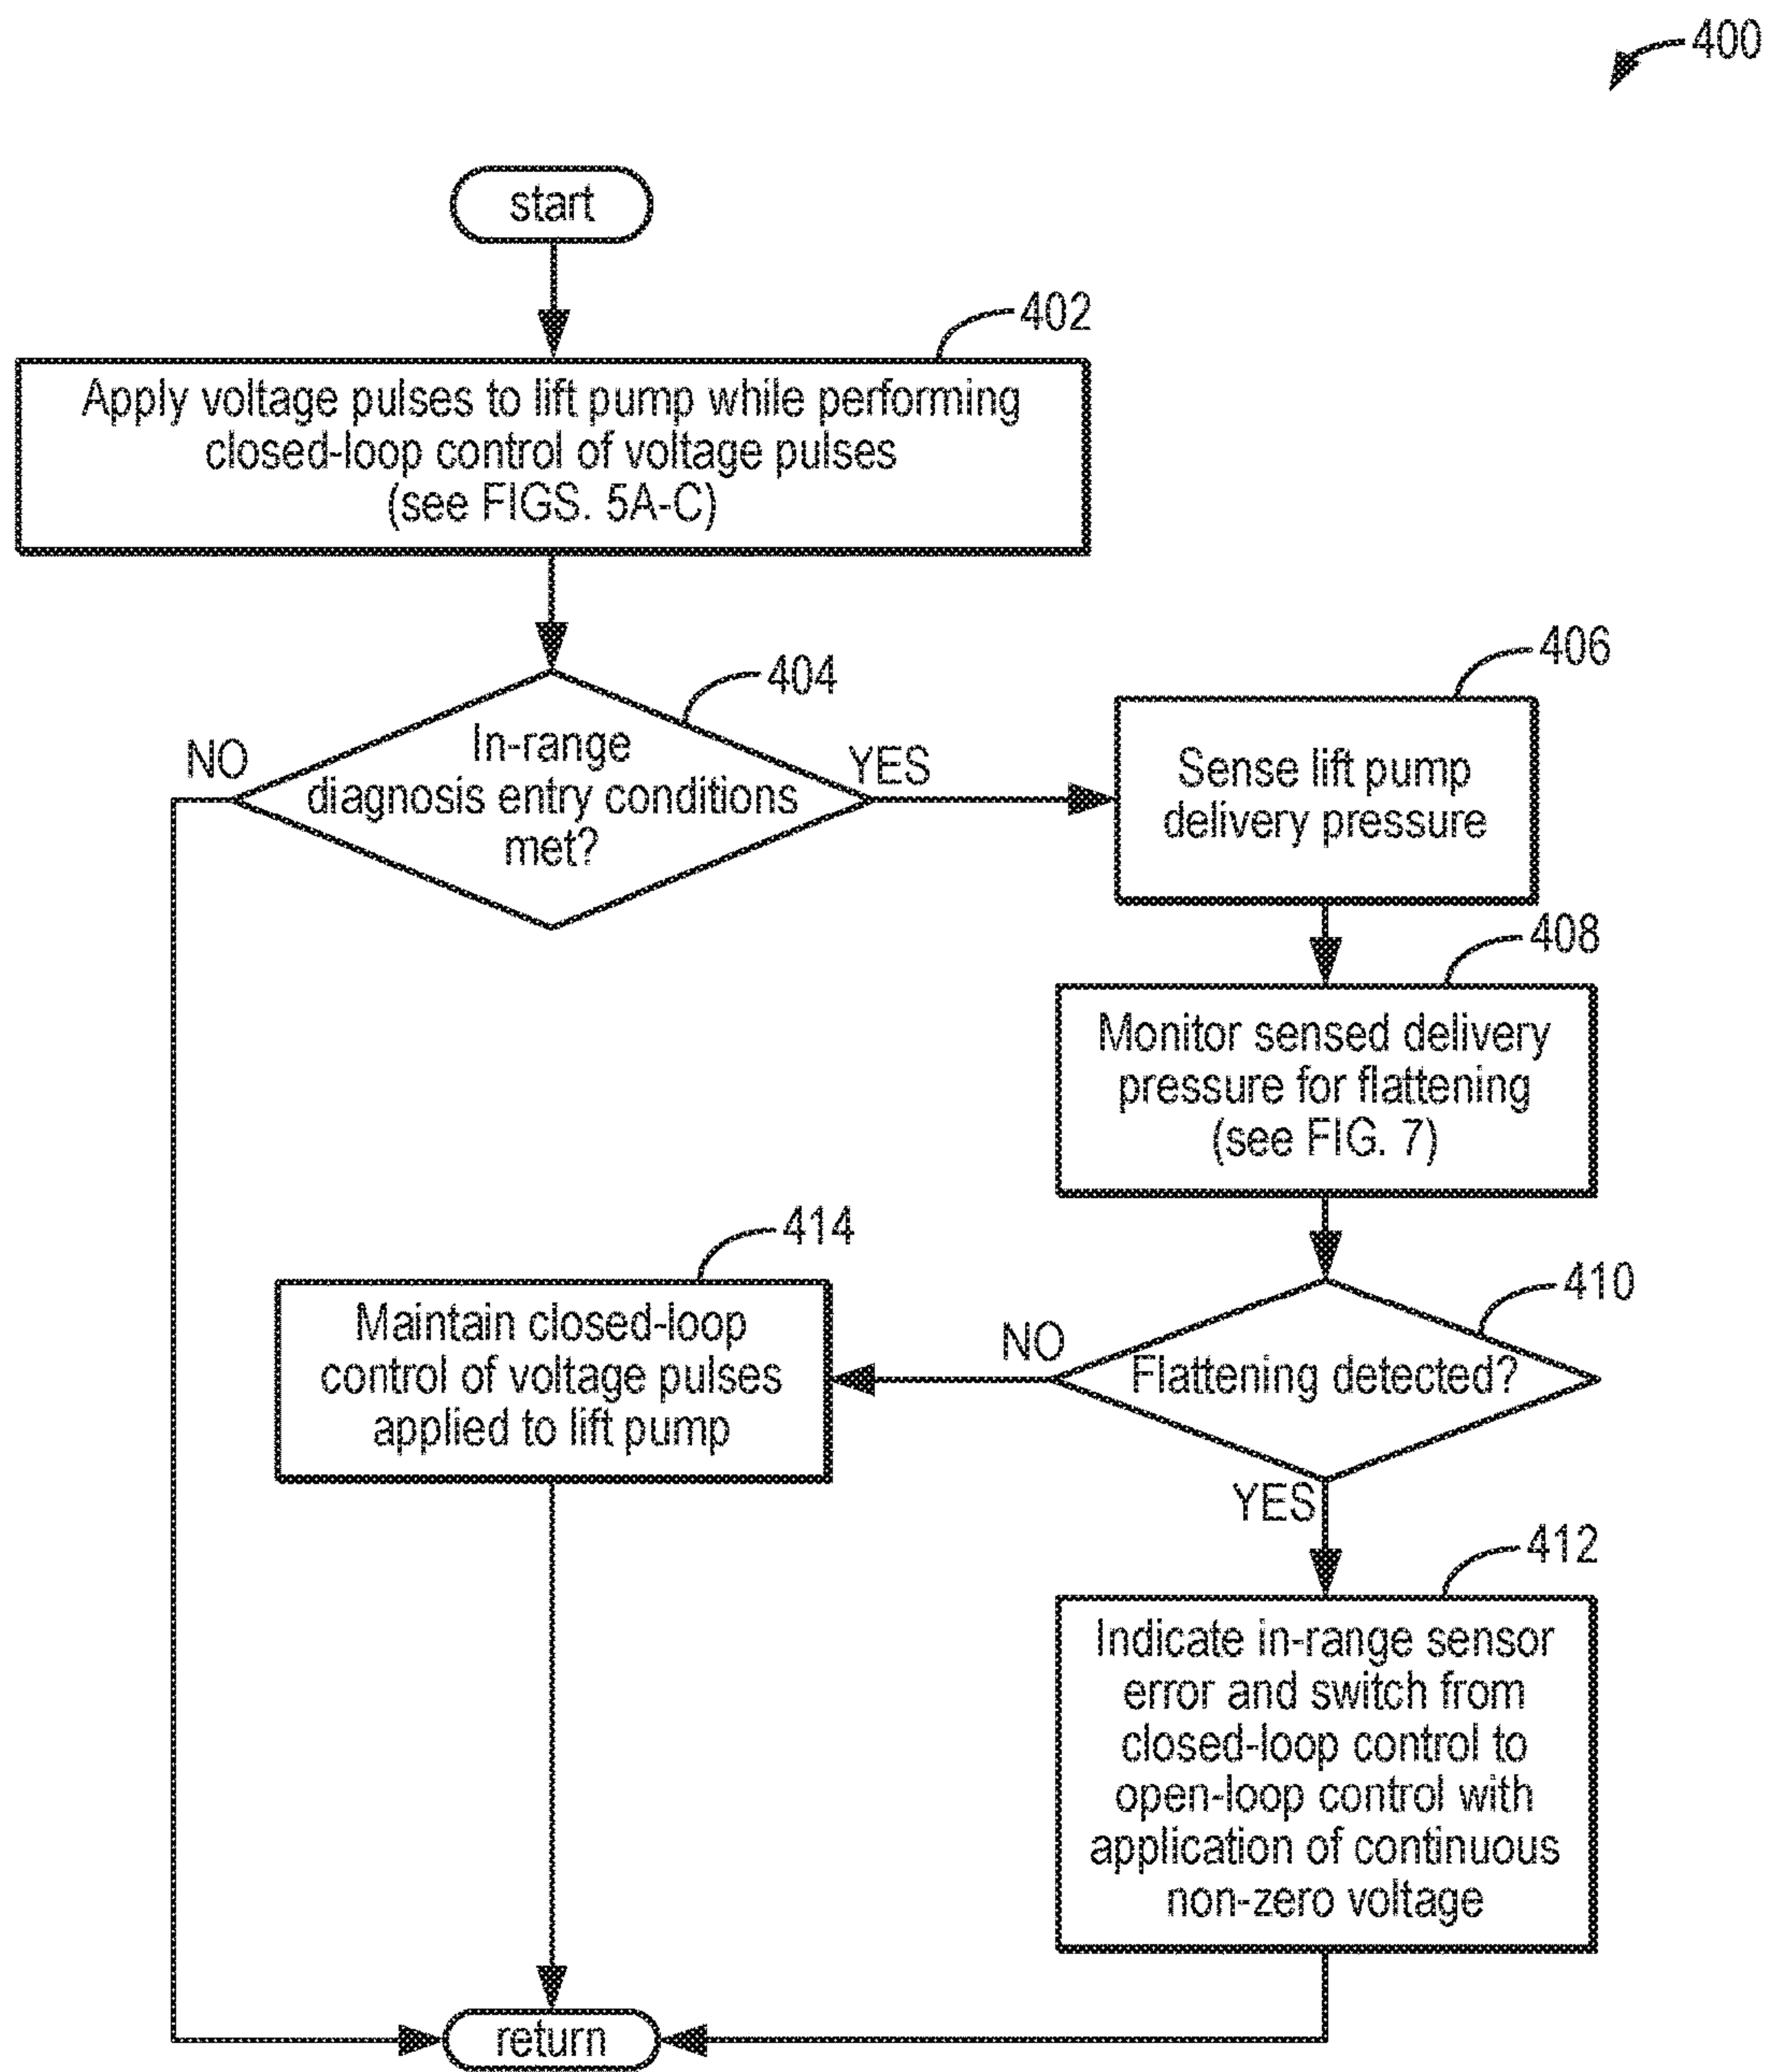 400
start
402
Apply voltage pulses to lift pump while performing
closed-loop control of voltage pulses
(see FIGS. 5A-C)
404
In-range
diagnosis entry conditions
met?
NO
YES
406
Sense lift pump
delivery pressure
408
Monitor sensed delivery
pressure for flattening
(see FIG. 7)
410
Flattening detected?
NO
YES
414
Maintain closed-loop
control of voltage pulses
applied to lift pump
412
Indicate in-range sensor
error and switch from
closed-loop control to
open-loop control with
application of continuous
non-zero voltage
return